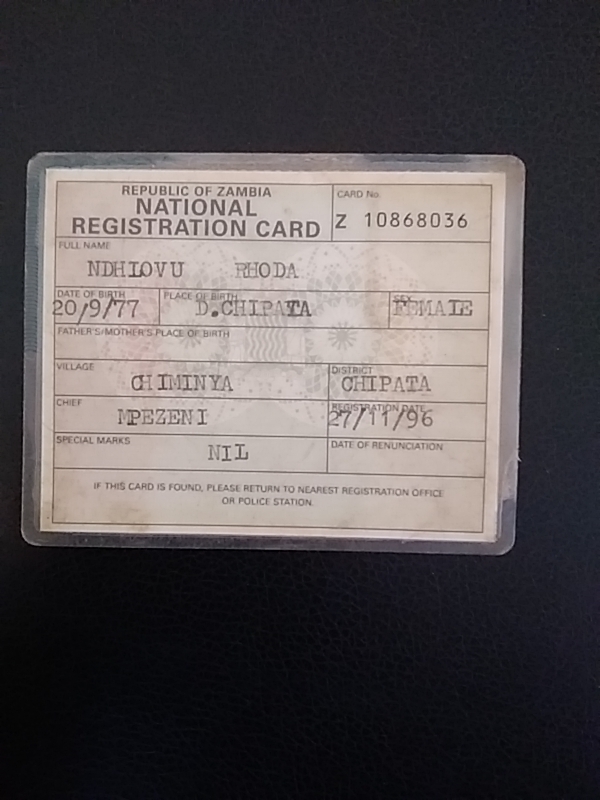 REPUBLIC OF ZAMBIA
NATIONAL
REGISTRATION CARD
CARD No.
Z 10868036
FULL NAME
NDHIOVU RHODA
DATE OF BIRTH
20/9/77
PLACE OF BIRTH
D.CHIPATA
SEX
FEMALE
FATHER'S/MOTHER'S PLACE OF BIRTH
VILLAGE
CHIMINYA
DISTRICT
CHIPATA
CHIEF
MPEZENI
REGISTRATION DATE
27/11/96
SPECIAL MARKS
NIL
DATE OF RENUNCIATION
IF THIS CARD IS FOUND, PLEASE RETURN TO NEAREST REGISTRATION OFFICE
OR POLICE STATION.